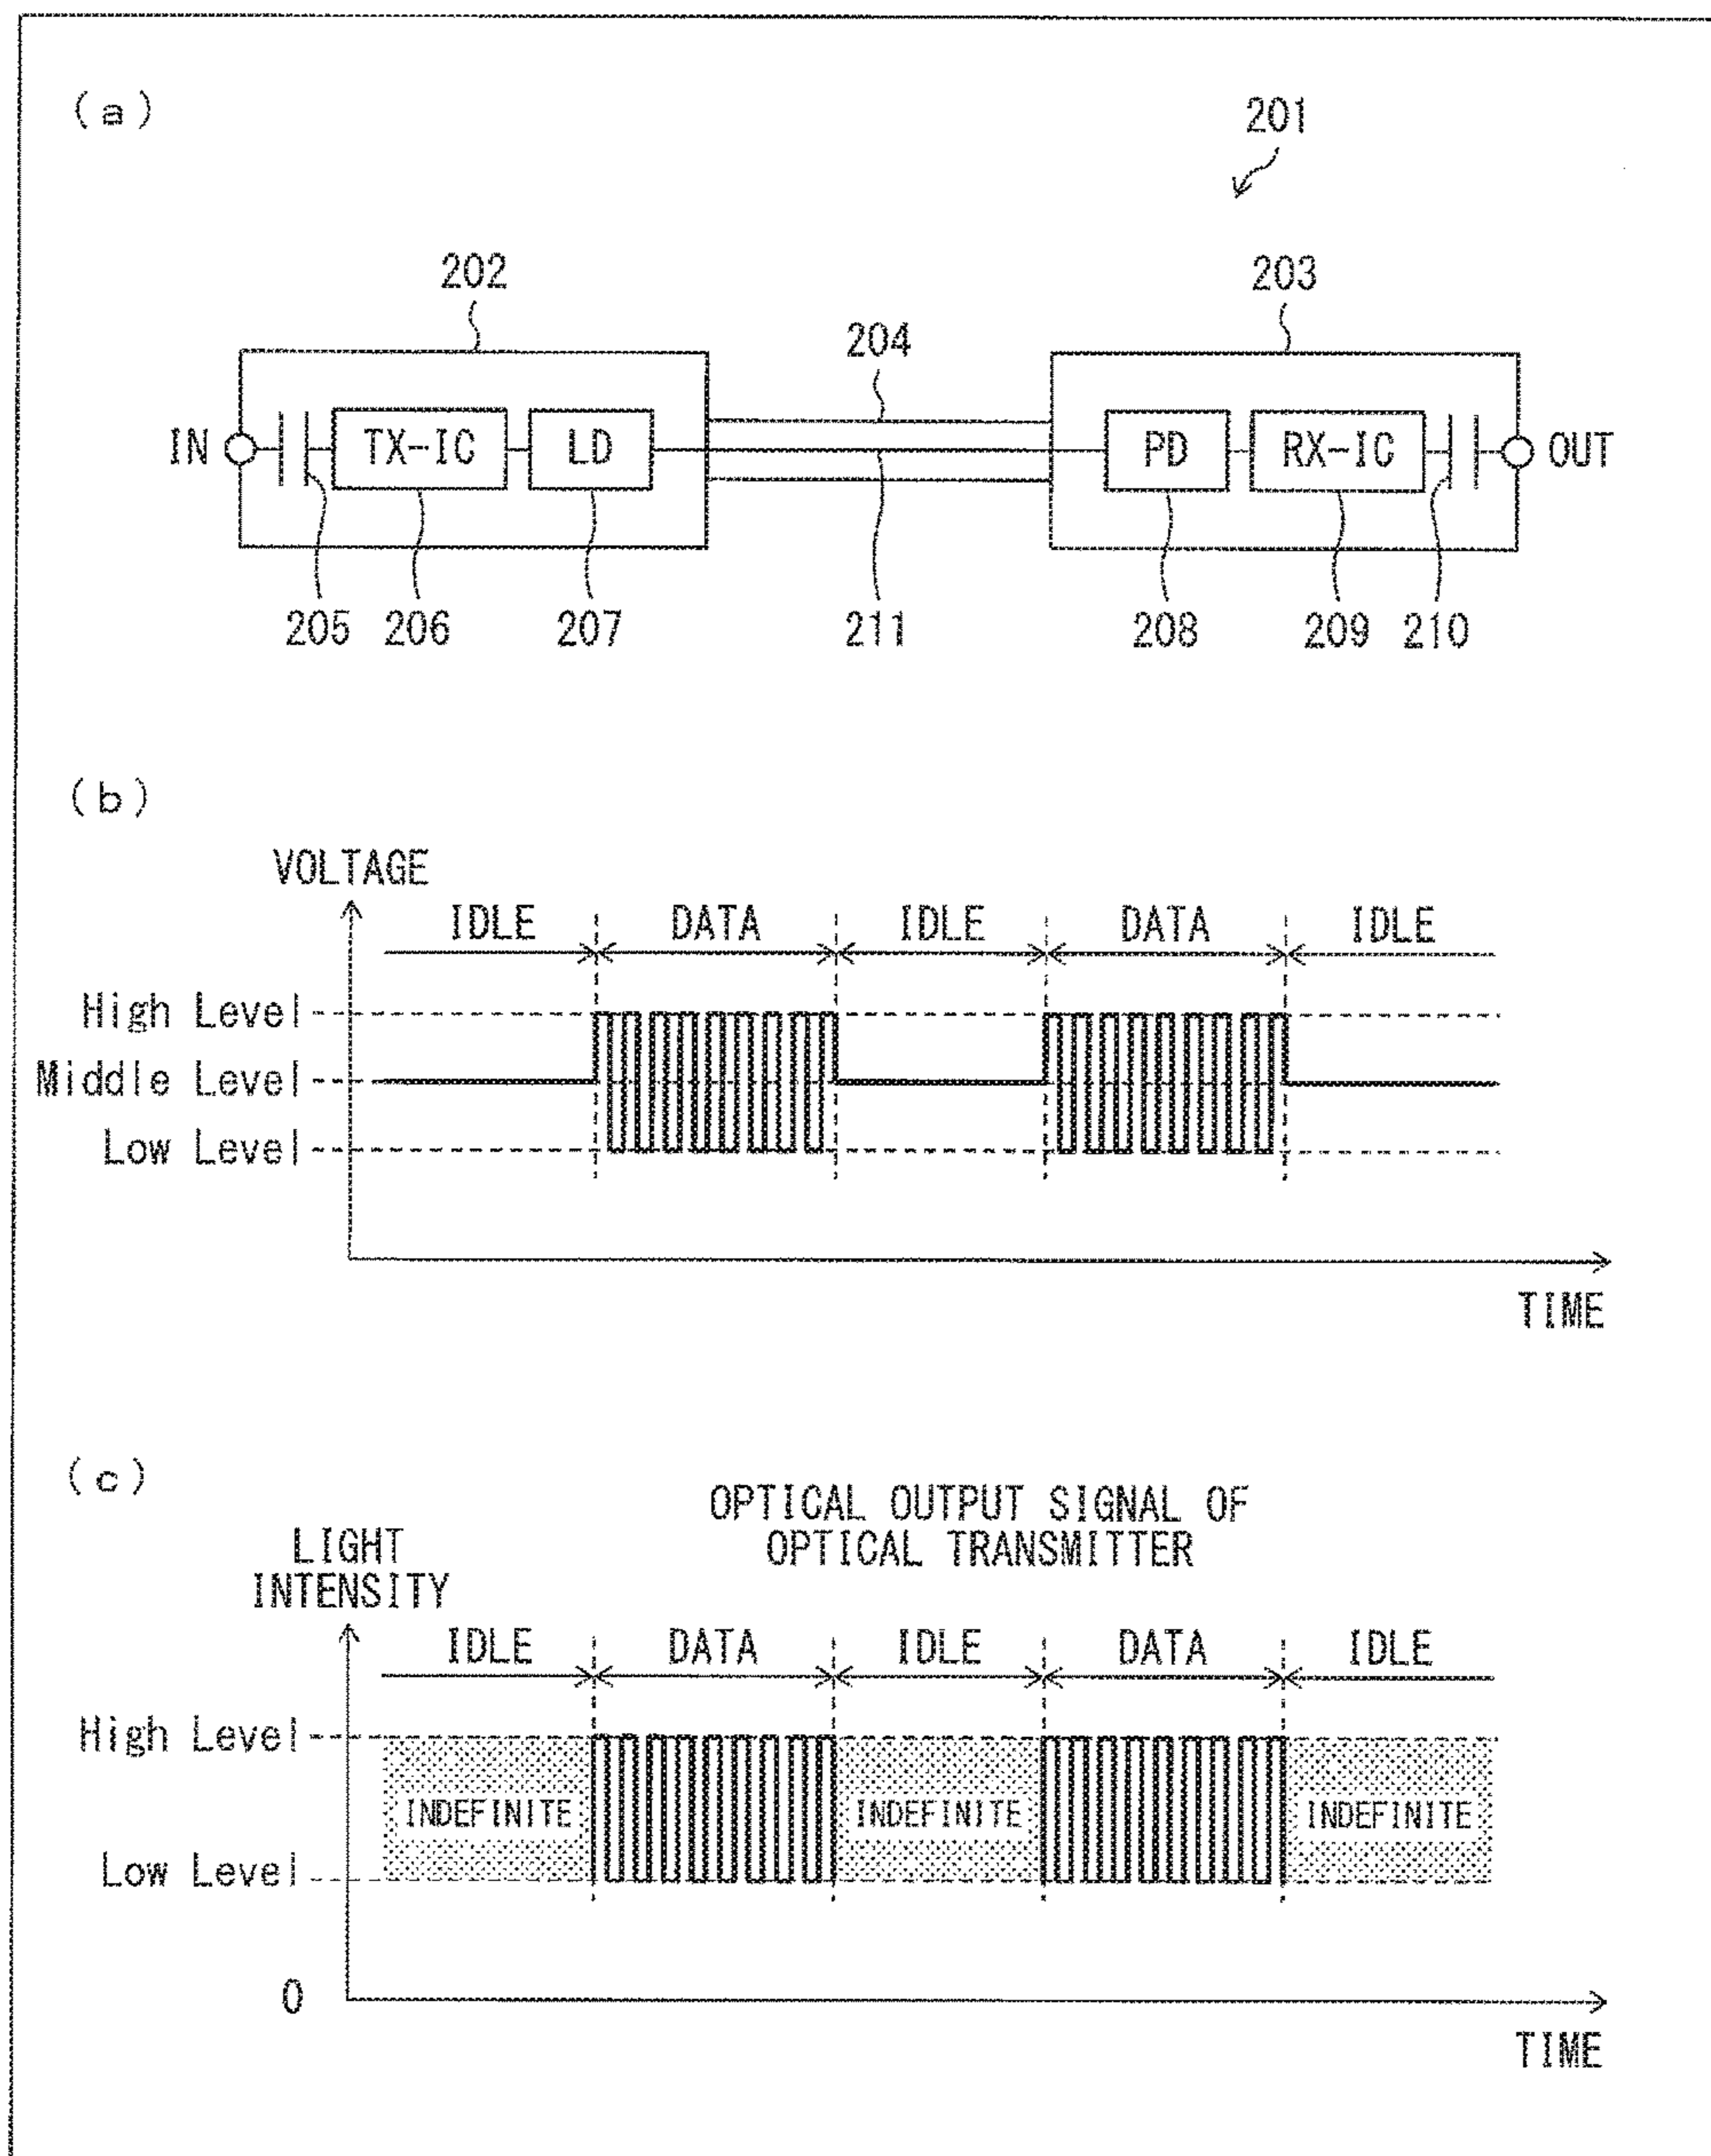 (a)
201
202
203
204
IN
TX-IC
LD
PD
RX-IC
OUT
205
206
207
211
208
209
210
(b)
VOLTAGE
IDLE
DATA
IDLE
DATA
IDLE
High Level
Middle Level
Low Level
TIME
(c)
OPTICAL OUTPUT SIGNAL OF
OPTICAL TRANSMITTER
LIGHT
INTENSITY
IDLE
DATA
IDLE
DATA
IDLE
High Level
INDEFINITE
INDEFINITE
INDEFINITE
Low Level
0
TIME